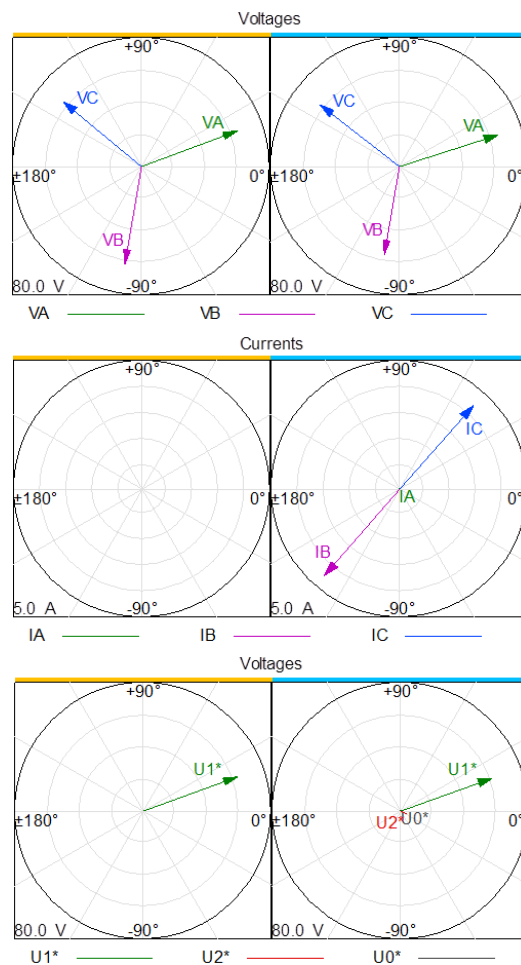 Voltages
+90° +90°
VC VA VC VA
±180° 0° ±180° 0°
VB VB
80.0 V -90° 80.0 V -90°
VA VB VC
Currents
+90° +90°
IC
±180° 0° ±180° IA 0°
IB
5.0 A -90° 5.0 A -90°
IA IB IC
Voltages
+90° +90°
U1* U1*
±180° 0° ±180° U2* U0* 0°
80.0 V -90° 80.0 V -90°
U1* U2* U0*